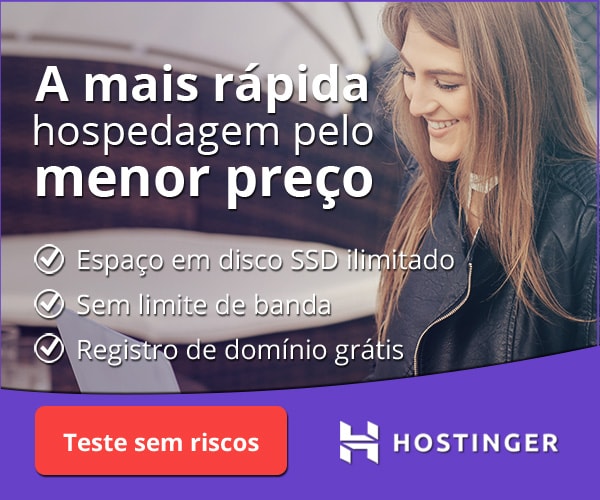 A mais rápida
hospedagem pelo
menor preço
Espaço em disco SSD ilimitado
Sem limite de banda
Registro de domínio grátis
Teste sem riscos
HOSTINGER